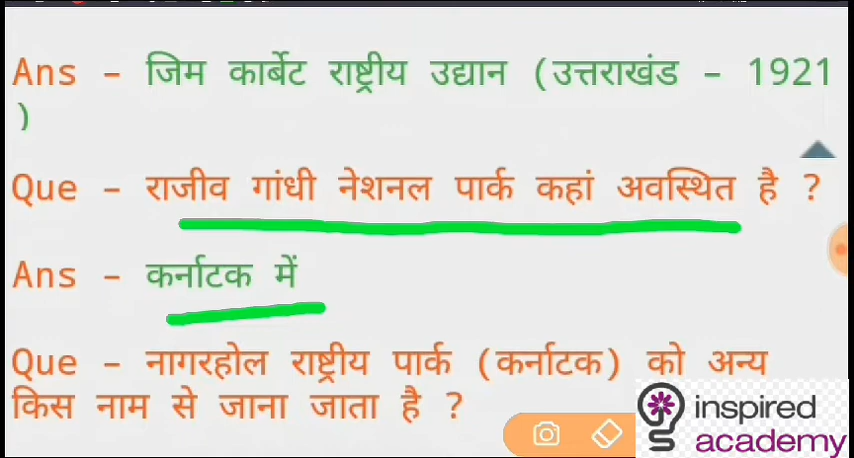 Ans - जिम कार्बेट राष्ट्रीय उद्यान (उत्तराखंड - 1921
)
Que - राजीव गांधी नेशनल पार्क कहां अवस्थित है ?
Ans - कर्नाटक में
Que - नागरहोल राष्ट्रीय पार्क (कर्नाटक) को अन्य
किस नाम से जाना जाता है ?
inspired
academy